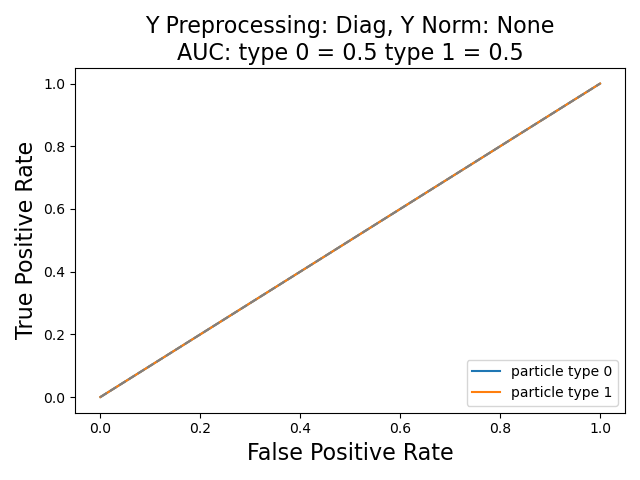 Y Preprocessing: Diag, Y Norm: None
AUC: type 0 = 0.5 type 1 = 0.5
True Positive Rate
1.0
0.8
0.6
0.4
0.2
0.0
0.0 0.2 0.4 0.6 0.8 1.0
False Positive Rate
particle type 0
particle type 1